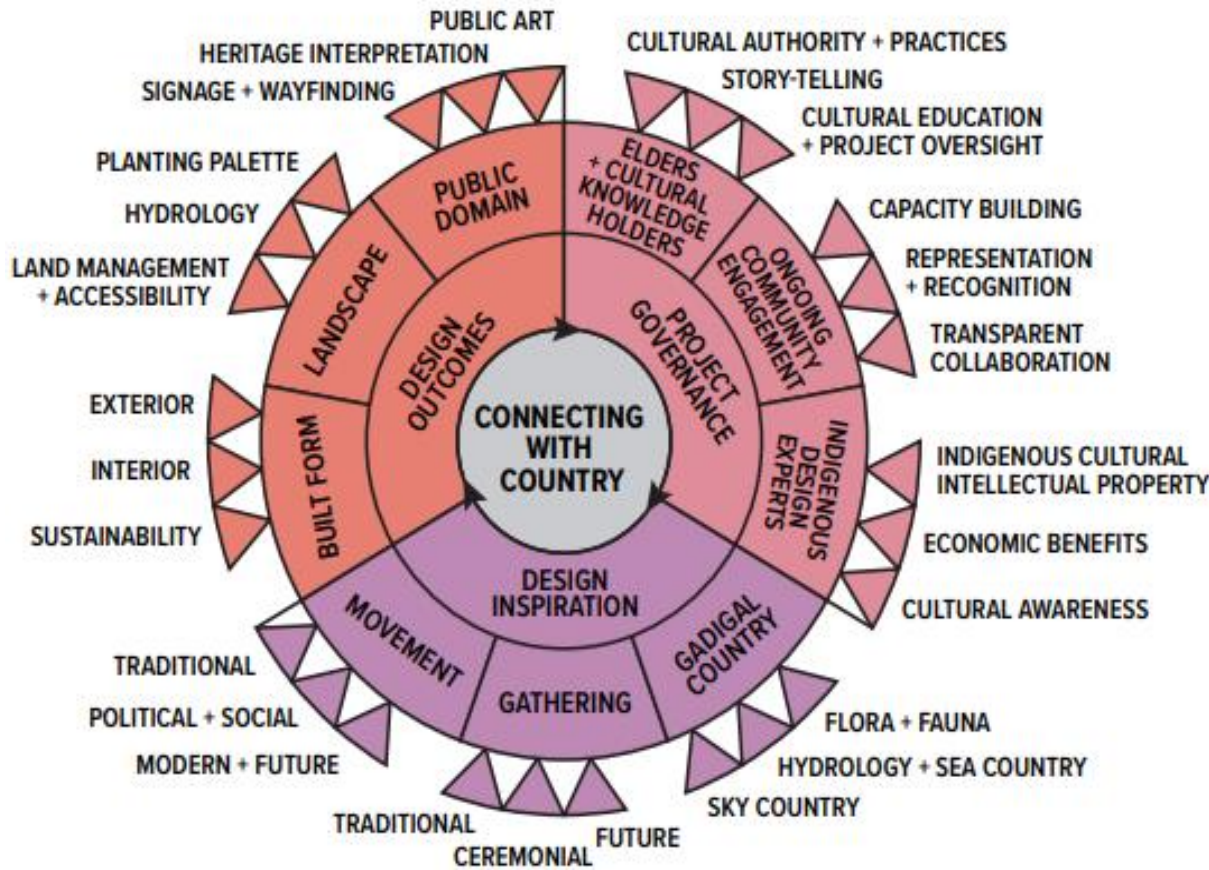 PUBLIC ART
HERITAGE INTERPRETATION
SIGNAGE + WAYFINDING
CULTURAL AUTHORITY + PRACTICES
STORY-TELLING
CULTURAL EDUCATION
+ PROJECT OVERSIGHT
PLANTING PALETTE
HYDROLOGY
LAND MANAGEMENT
+ ACCESSIBILITY
CAPACITY BUILDING
REPRESENTATION
+ RECOGNITION
TRANSPARENT
COLLABORATION
EXTERIOR
INTERIOR
SUSTAINABILITY
INDIGENOUS CULTURAL
INTELLECTUAL PROPERTY
ECONOMIC BENEFITS
CULTURAL AWARENESS
PUBLIC
DOMAIN
ELDERS
+ CULTURAL
KNOWLEDGE
HOLDERS
LANDSCAPE
ONGOING
COMMUNITY
ENGAGEMENT
DESIGN
OUTCOMES
PROJECT
GOVERNANCE
CONNECTING
WITH
COUNTRY
BUILT FORM
INDIGENOUS
DESIGN
EXPERTS
DESIGN
INSPIRATION
MOVEMENT
GATHERING
GADIGAL
COUNTRY
TRADITIONAL
POLITICAL + SOCIAL
MODERN + FUTURE
TRADITIONAL
CEREMONIAL
FUTURE
FLORA + FAUNA
HYDROLOGY + SEA COUNTRY
SKY COUNTRY